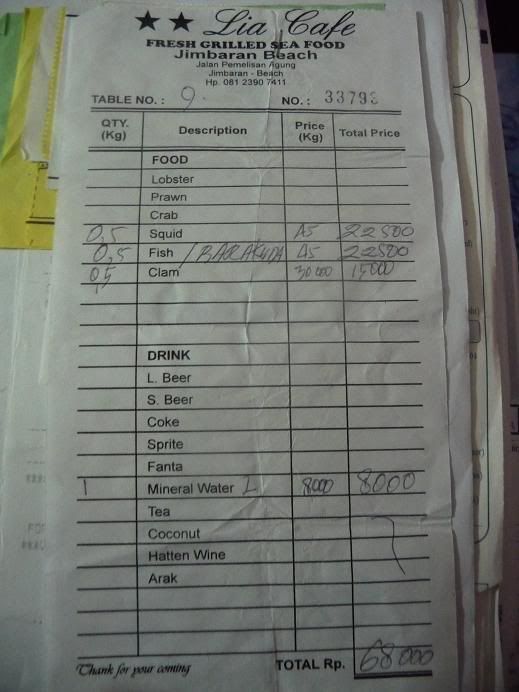 ★ ★ Lia Cafe
FRESH GRILLED SEA FOOD
Jimbaran Beach
Jalan Pemelisan Agung
Jimbaran - Beach
Hp. 081 2390 7411
TABLE NO. : 9. NO. : 33798
QTY. (Kg) Description Price (Kg) Total Price
FOOD
Lobster
Prawn
Crab
0,5 Squid 45 22500
0,5 Fish / BARAKUDA 45 22500
0,5 Clam 30 000 15000
DRINK
L. Beer
S. Beer
Coke
Sprite
Fanta
1 Mineral Water L 8000 8000
Tea
Coconut
Hatten Wine
Arak
Thank for your coming TOTAL Rp. 68 000